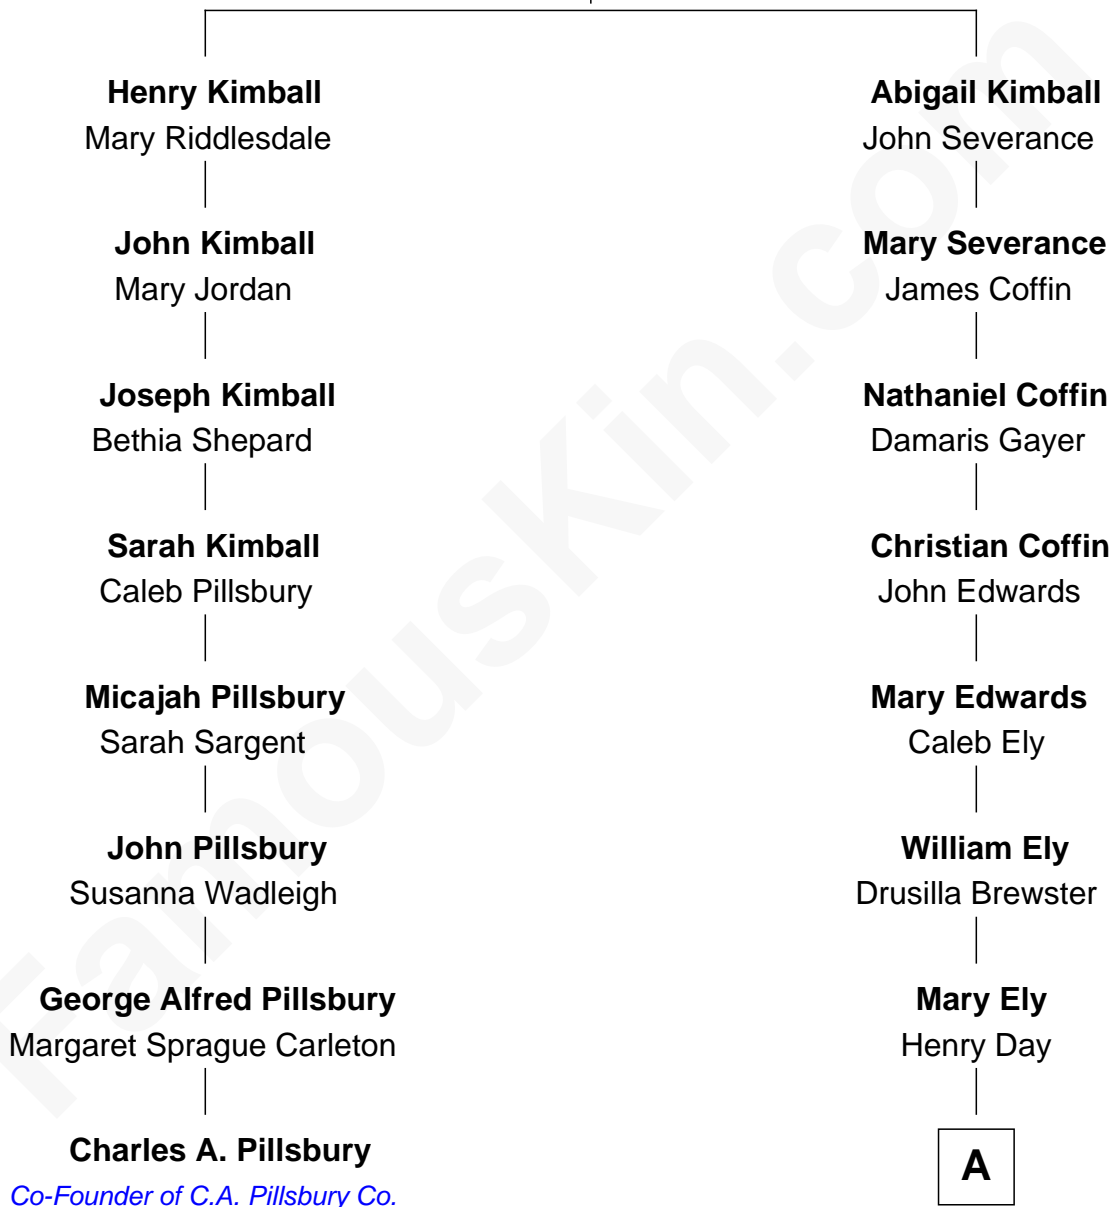 Henry Kimball
Mary Riddlesdale
John Kimball
Mary Jordan
Joseph Kimball
Bethia Shepard
Sarah Kimball
Caleb Pillsbury
Micajah Pillsbury
Sarah Sargent
John Pillsbury
Susanna Wadleigh
George Alfred Pillsbury
Margaret Sprague Carleton
Charles A. Pillsbury
Co-Founder of C.A. Pillsbury Co.
Abigail Kimball
John Severance
Mary Severance
James Coffin
Nathaniel Coffin
Damaris Gayer
Christian Coffin
John Edwards
Mary Edwards
Caleb Ely
William Ely
Drusilla Brewster
Mary Ely
Henry Day
A
FamousKin.com